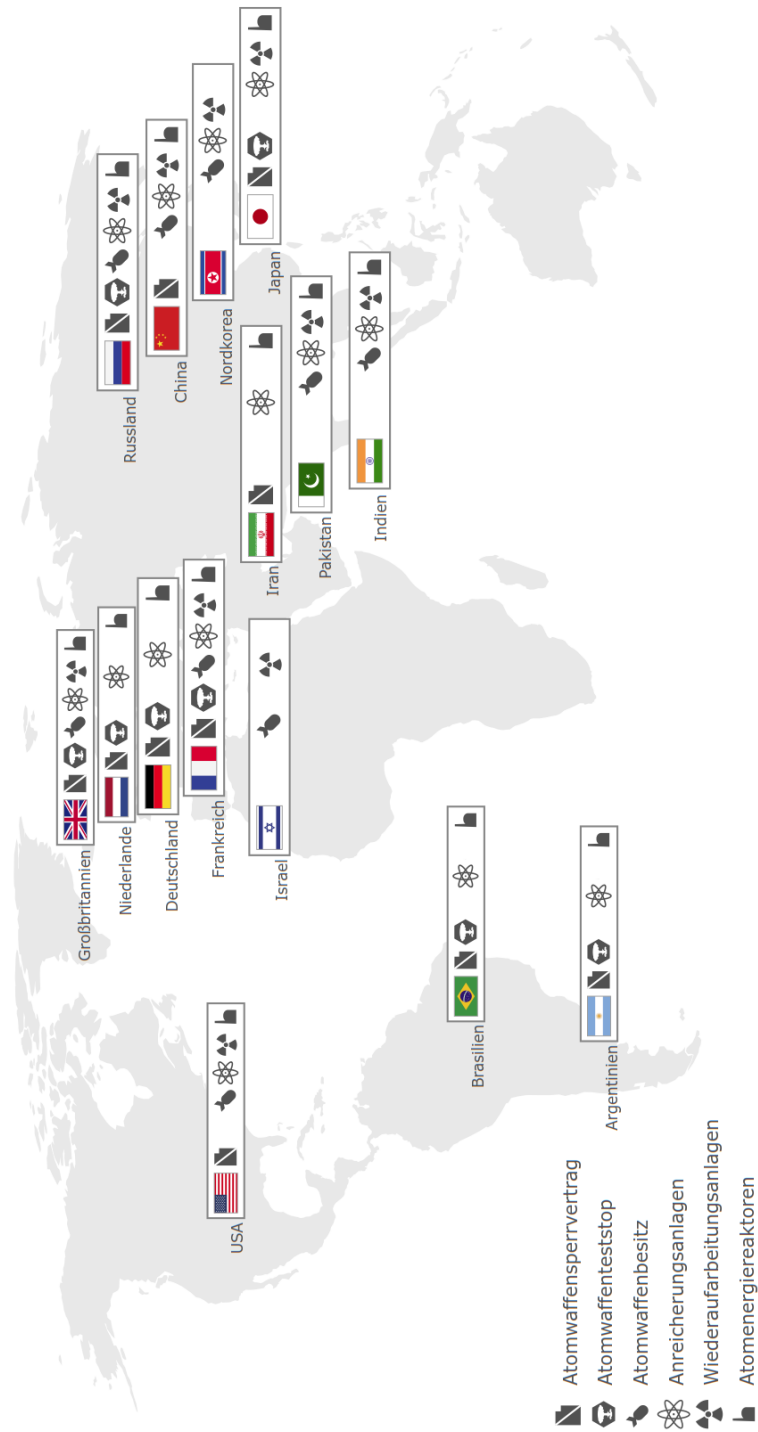 Großbritannien
Niederlande
Deutschland
Frankreich
Israel
USA
Russland
China
Nordkorea
Japan
Iran
Pakistan
Indien
Brasilien
Argentinien
Atomwaffensperrvertrag
Atomwaffenteststop
Atomwaffenbesitz
Anreicherungsanlagen
Wiederaufarbeitungsanlagen
Atomenergiereaktoren